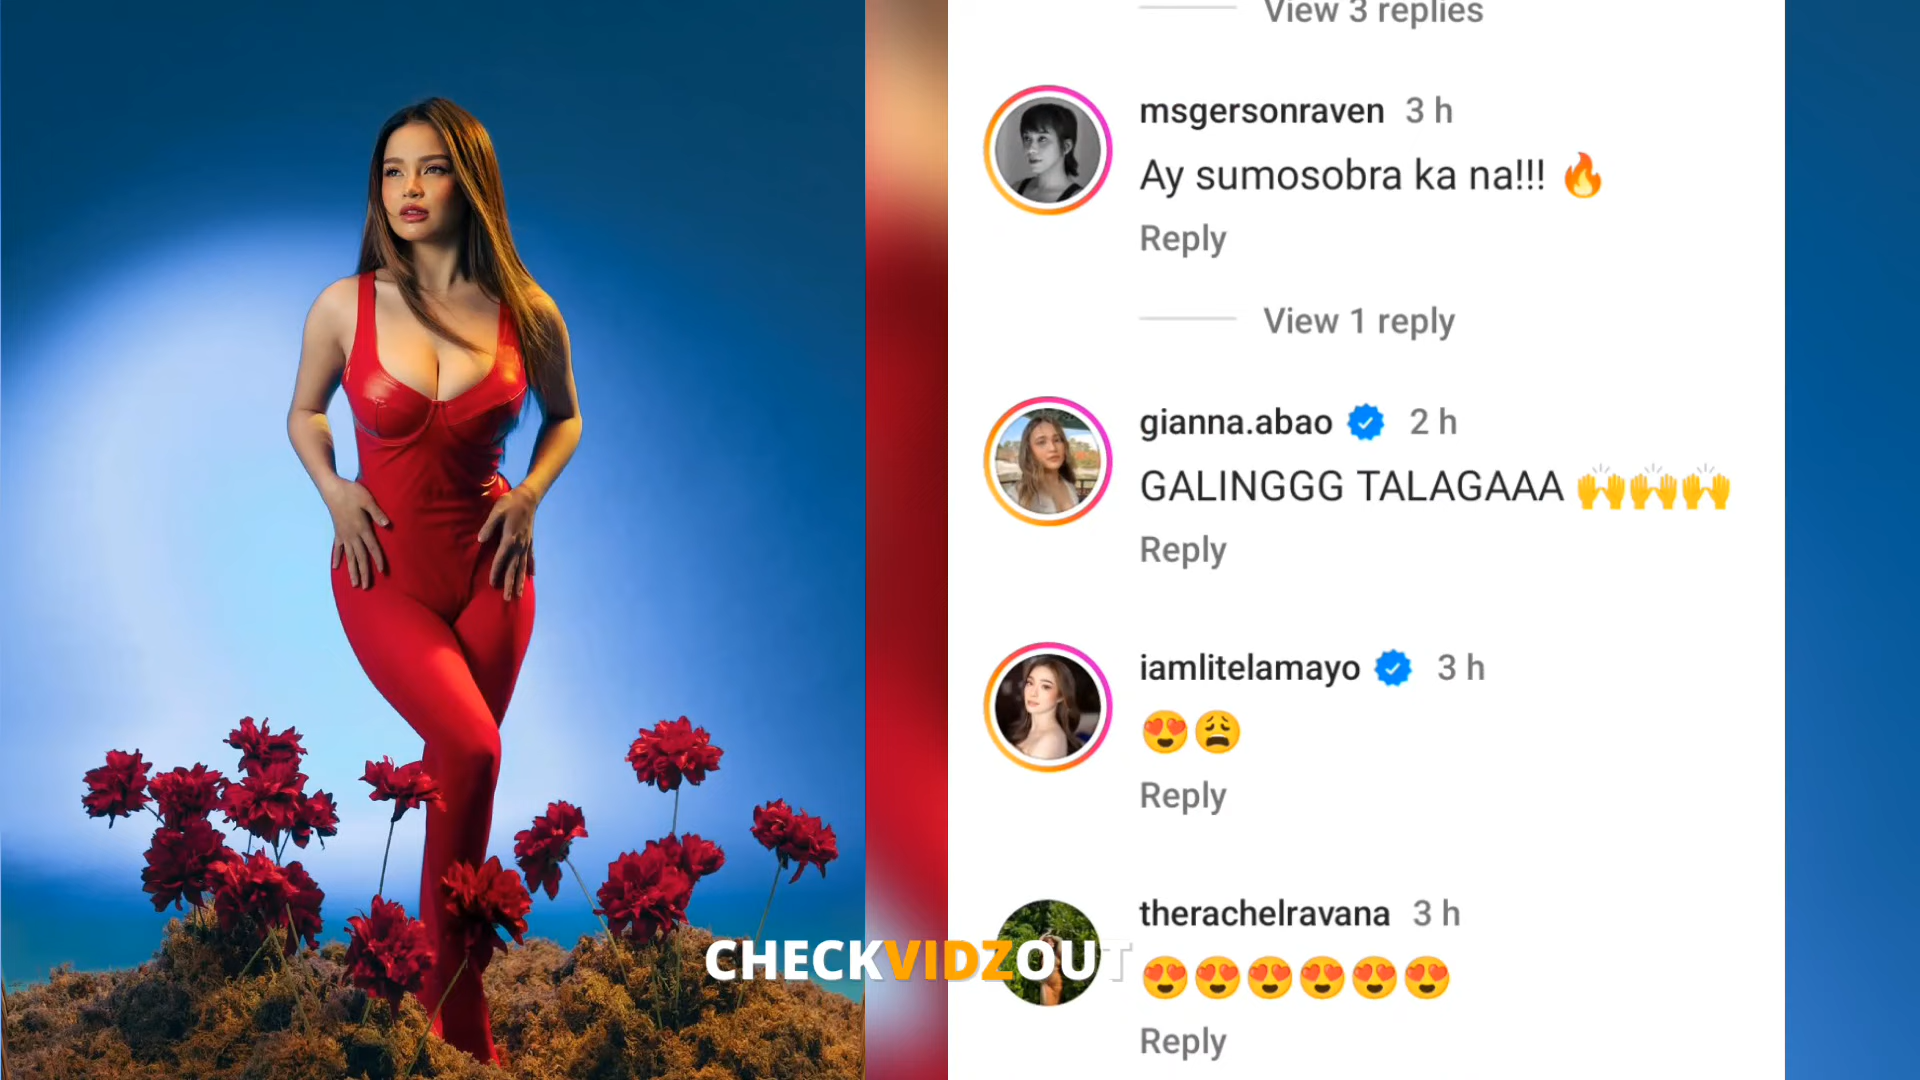 View 3 replies
msgersonraven 3 h
Ay sumosobra ka na!!! 🔥
Reply
View 1 reply
gianna.abao 2 h
GALINGGG TALAGAAA 🙌🙌🙌
Reply
iamlitelamayo 3 h
😍😩
Reply
therachelravana 3 h
CHECKVIDZOUT
😍😍😍😍😍😍
Reply